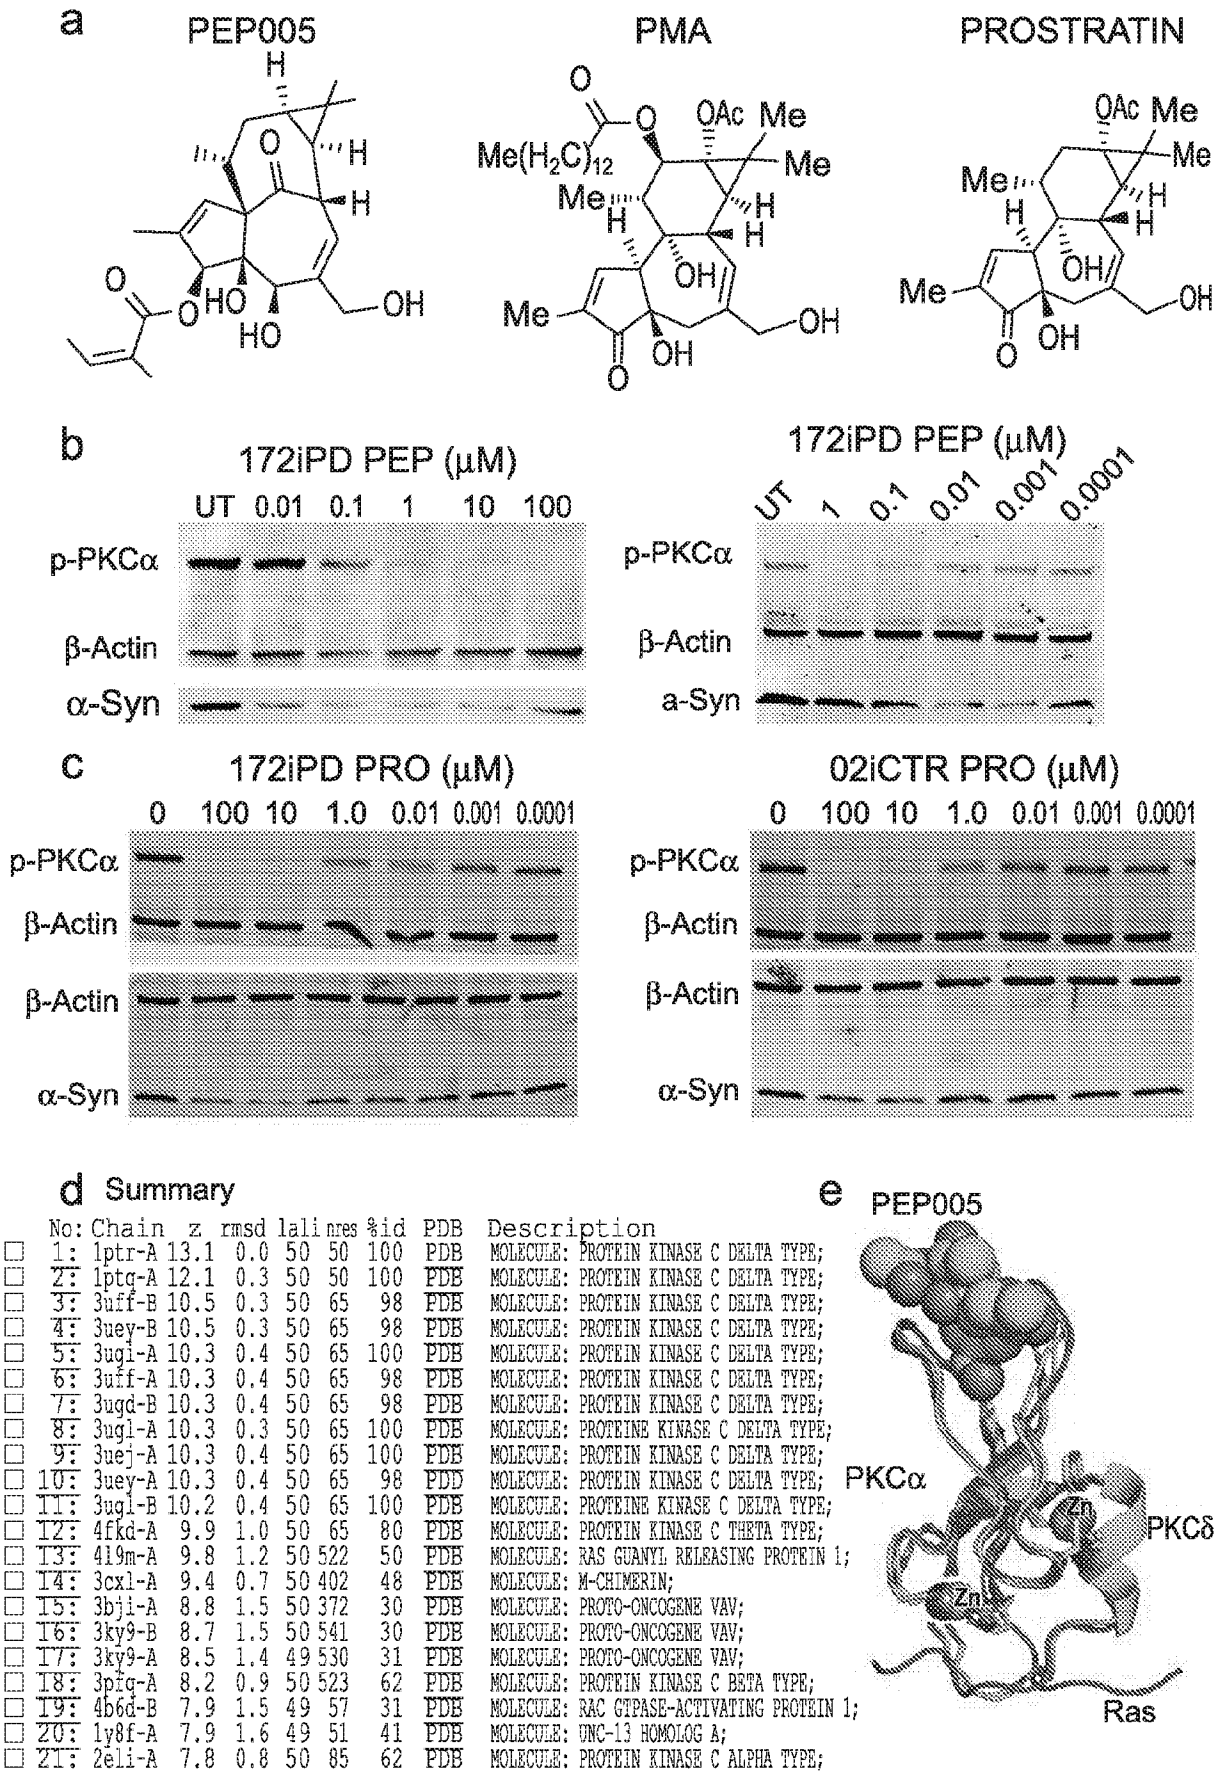 a
PEP005 PMA PROSTRATIN
H
O
H
H
O
O
HO
HO
OH
O
O
OAc
Me
Me(H₂C)₁₂
Me
Me
H
H
H
OH
Me
OH
OH
O
OAc
Me
Me
Me
H
H
H
OH
Me
OH
OH
O
b
172iPD PEP (μM)
UT 0.01 0.1 1 10 100
p-PKCα
β-Actin
α-Syn
172iPD PEP (μM)
UT 1 0.1 0.01 0.001 0.0001
p-PKCα
β-Actin
a-Syn
c
172iPD PRO (μM)
0 100 10 1.0 0.01 0.001 0.0001
p-PKCα
β-Actin
β-Actin
α-Syn
02iCTR PRO (μM)
0 100 10 1.0 0.01 0.001 0.0001
p-PKCα
β-Actin
β-Actin
α-Syn
d Summary
No: Chain z rmsd lali nres %id PDB Description
1: 1ptr-A 13.1 0.0 50 50 100 PDB MOLECULE: PROTEIN KINASE C DELTA TYPE;
2: 1ptq-A 12.1 0.3 50 50 100 PDB MOLECULE: PROTEIN KINASE C DELTA TYPE;
3: 3uff-B 10.5 0.3 50 65 98 PDB MOLECULE: PROTEIN KINASE C DELTA TYPE;
4: 3uey-B 10.5 0.3 50 65 98 PDB MOLECULE: PROTEIN KINASE C DELTA TYPE;
5: 3ugi-A 10.3 0.4 50 65 100 PDB MOLECULE: PROTEIN KINASE C DELTA TYPE;
6: 3uff-A 10.3 0.4 50 65 98 PDB MOLECULE: PROTEIN KINASE C DELTA TYPE;
7: 3ugd-B 10.3 0.4 50 65 98 PDB MOLECULE: PROTEIN KINASE C DELTA TYPE;
8: 3ugl-A 10.3 0.3 50 65 100 PDB MOLECULE: PROTEINE KINASE C DELTA TYPE;
9: 3uej-A 10.3 0.4 50 65 100 PDB MOLECULE: PROTEIN KINASE C DELTA TYPE;
10: 3uey-A 10.3 0.4 50 65 98 PDD MOLECULE: PROTEIN KINASE C DELTA TYPE;
11: 3ugl-B 10.2 0.4 50 65 100 PDB MOLECULE: PROTEINE KINASE C DELTA TYPE;
12: 4fkd-A 9.9 1.0 50 65 80 PDB MOLECULE: PROTEIN KINASE C THETA TYPE;
13: 4l9m-A 9.8 1.2 50 522 50 PDB MOLECULE: RAS GUANYL RELEASING PROTEIN 1;
14: 3cxl-A 9.4 0.7 50 402 48 PDB MOLECULE: N-CHIMERIN;
15: 3bji-A 8.8 1.5 50 372 30 PDB MOLECULE: PROTO-ONCOGENE VAV;
16: 3ky9-B 8.7 1.5 50 541 30 PDB MOLECULE: PROTO-ONCOGENE VAV;
17: 3ky9-A 8.5 1.4 49 530 31 PDB MOLECULE: PROTO-ONCOGENE VAV;
18: 3pfq-A 8.2 0.9 50 523 62 PDB MOLECULE: PROTEIN KINASE C BETA TYPE;
19: 4b6d-B 7.9 1.5 49 57 31 PDB MOLECULE: RAC GTPASE-ACTIVATING PROTEIN 1;
20: 1y8f-A 7.9 1.6 49 51 41 PDB MOLECULE: UNC-13 HOMOLOG A;
21: 2eli-A 7.8 0.8 50 85 62 PDB MOLECULE: PROTEIN KINASE C ALPHA TYPE;
e
PEP005
PKCα
Zn
PKCδ
Zn
Ras